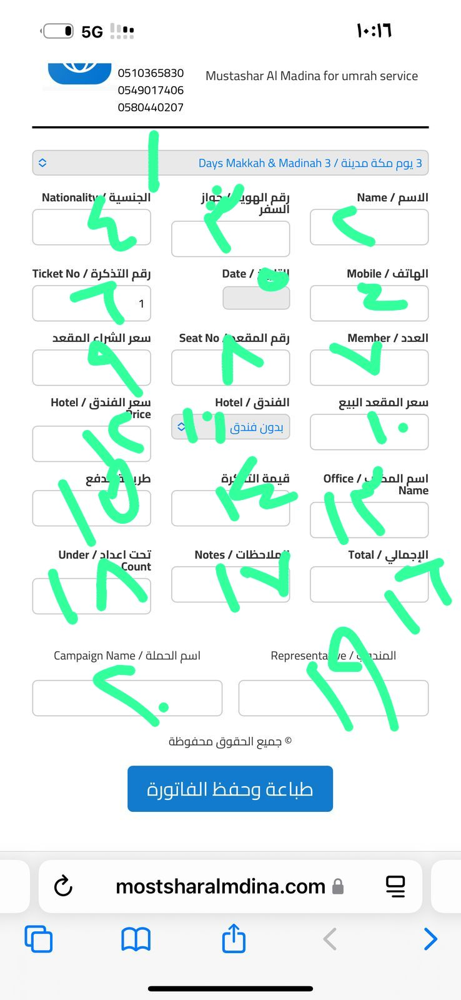 5G
١٠:١٦
0510365830
0549017406
0580440207
Mustashar Al Madina for umrah service
١
3 يوم مكة مدينة / 3 Days Makkah & Madinah
الاسم / Name
٢
رقم الهوية / جواز السفر
٣
الجنسية / Nationality
الهاتف / Mobile
/ Date
٥
رقم التذكرة / Ticket No
1
٦
العدد / Member
٧
رقم المقعد / Seat No
٨
سعر الشراء المقعد
٩
سعر المقعد البيع
١٠
الفندق / Hotel
بدون فندق
١١
سعر الفندق / Hotel Price
١٢
اسم المكتب / Office Name
١٣
قيمة التذكرة
١٤
طريقة الدفع
١٥
الإجمالي / Total
١٦
الملاحظات / Notes
١٧
تحت اعداد / Under Count
١٨
المندوب / Representative
١٩
اسم الحملة / Campaign Name
٢٠
© جميع الحقوق محفوظة
طباعة وحفظ الفاتورة
mostsharalmdina.com